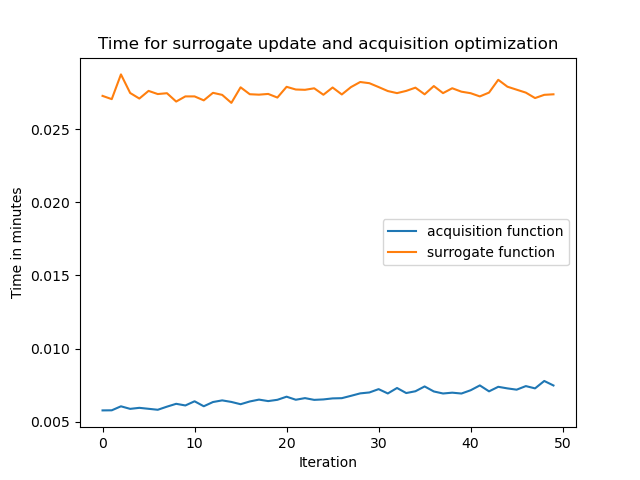 Time for surrogate update and acquisition optimization
Time in minutes
0.025
0.020
0.015
0.010
0.005
acquisition function
surrogate function
0 10 20 30 40 50
Iteration